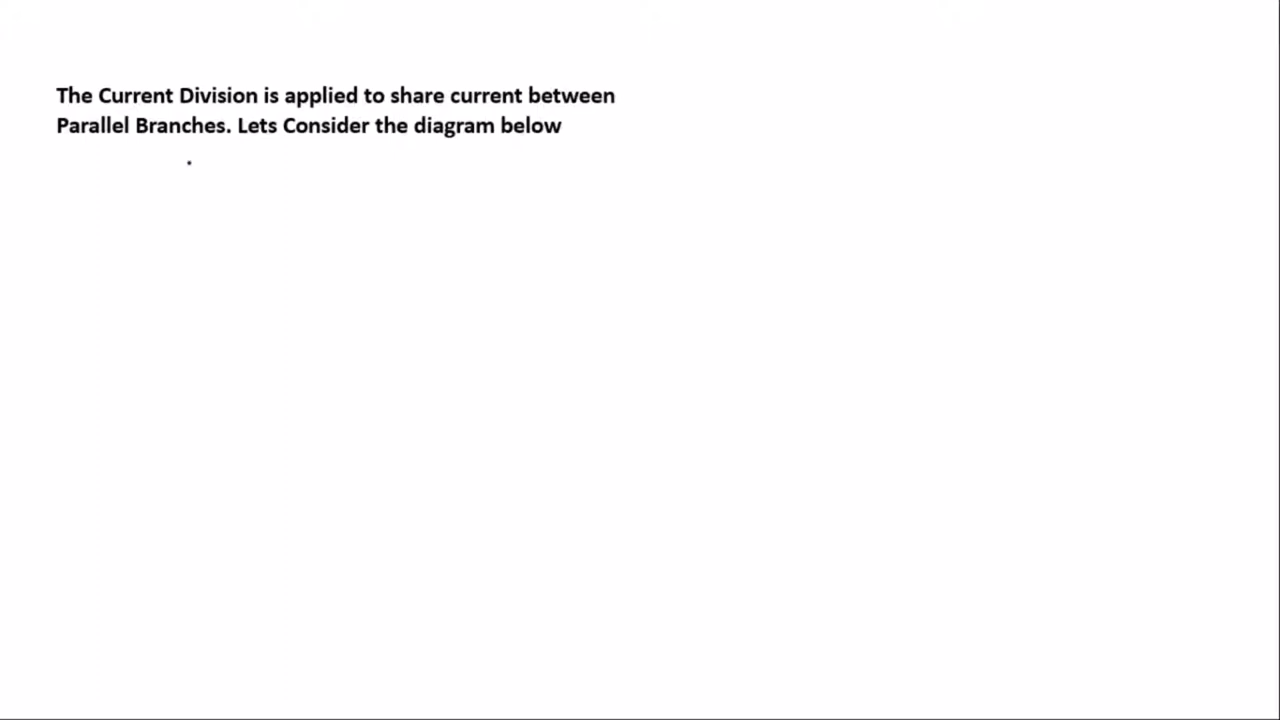 The Current Division is applied to share current between
Parallel Branches. Lets Consider the diagram below